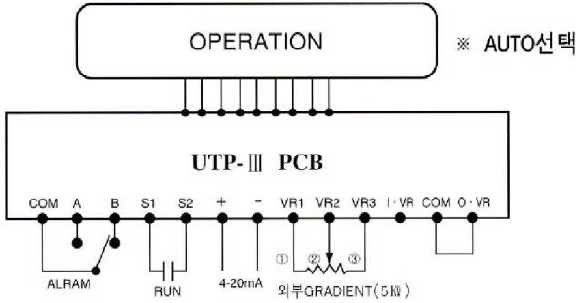 OPERATION
※ AUTO선택
UTP-Ⅲ PCB
COM A B S1 S2 + - VR1 VR2 VR3 I·VR COM O·VR
① ② ③
ALRAM RUN 4-20mA 외부GRADIENT(5㏀)